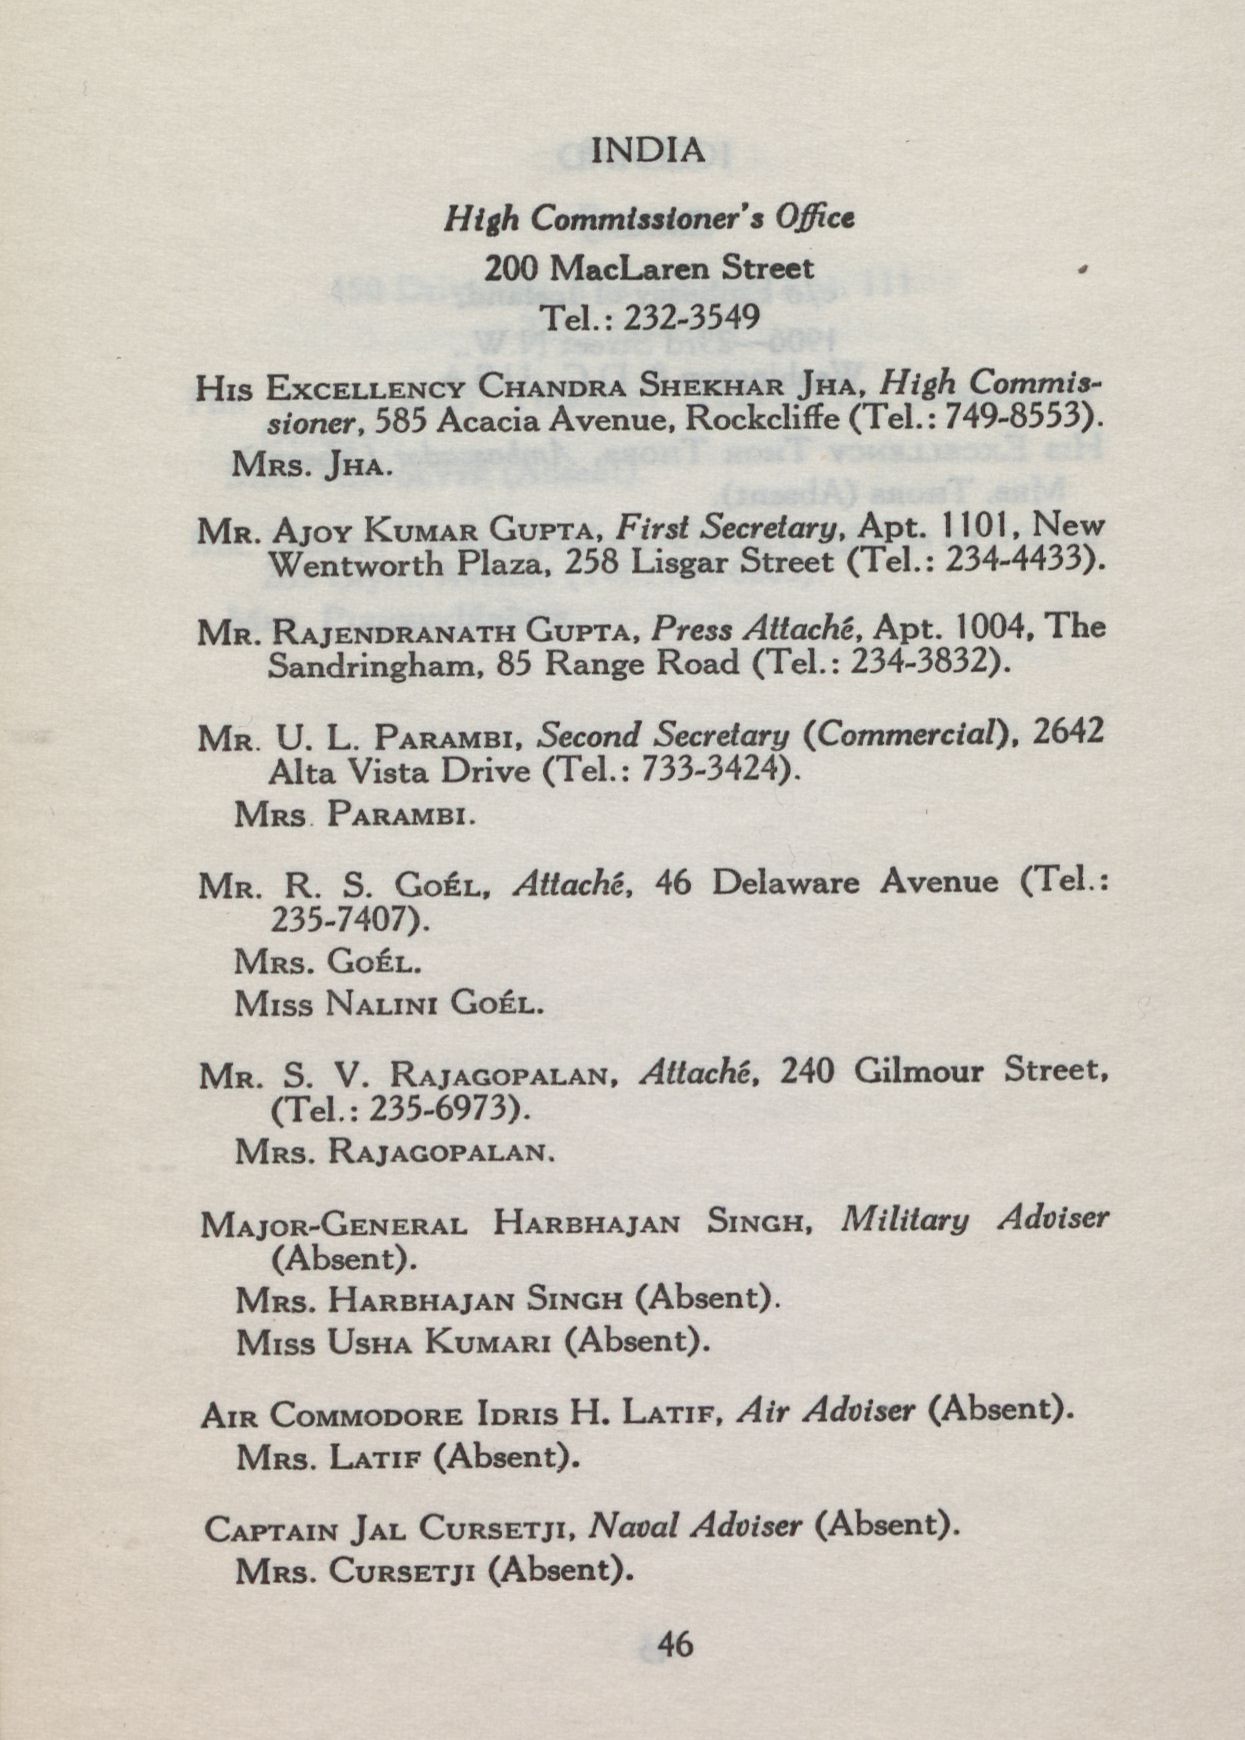 INDIA
High Commissioner's Office
200 MacLaren Street
Tel.: 232-3549
His Excellency Chandra Shekhar Jha, High Commis-
sioner, 585 Acacia Avenue, Rockcliffe (Tel.: 749-8553).
Mrs. Jha.
Mr. Ajoy Kumar Gupta, First Secretary, Apt. 1101, New
Wentworth Plaza, 258 Lisgar Street (Tel.: 234-4433).
Mr. Rajendranath Gupta, Press Attaché, Apt. 1004, The
Sandringham, 85 Range Road (Tel.: 234-3832).
Mr. U. L. Parambi, Second Secretary (Commercial), 2642
Alta Vista Drive (Tel.: 733-3424).
Mrs. Parambi.
Mr. R. S. Goél, Attaché, 46 Delaware Avenue (Tel.:
235-7407).
Mrs. Goél.
Miss Nalini Goél.
Mr. S. V. Rajagopalan, Attaché, 240 Gilmour Street,
(Tel.: 235-6973).
Mrs. Rajagopalan.
Major-General Harbhajan Singh, Military Adviser
(Absent).
Mrs. Harbhajan Singh (Absent).
Miss Usha Kumari (Absent).
Air Commodore Idris H. Latif, Air Adviser (Absent).
Mrs. Latif (Absent).
Captain Jal Cursetji, Naval Adviser (Absent).
Mrs. Cursetji (Absent).
46